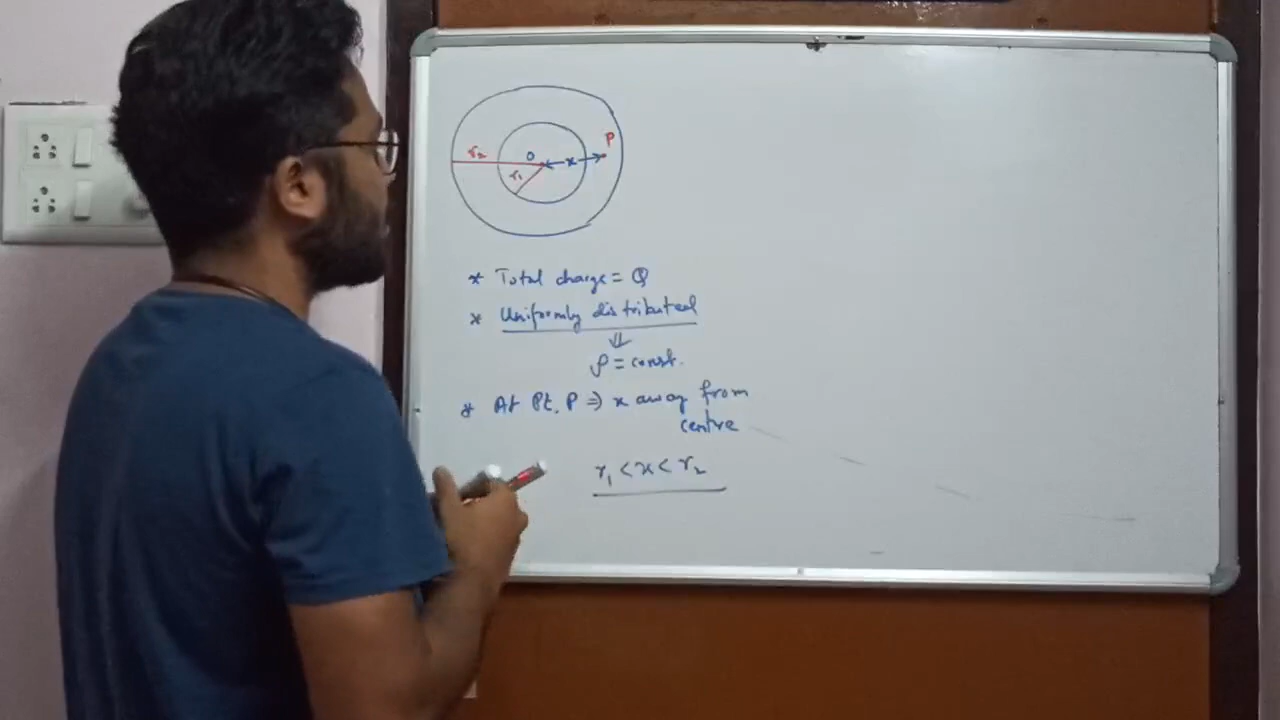 P
r₂
O
x
r₁
* Total charge = Q
* Uniformly distributed
⇓
ρ = const.
* At Pt. P ⇒ x away from
centre
r₁ < x < r₂